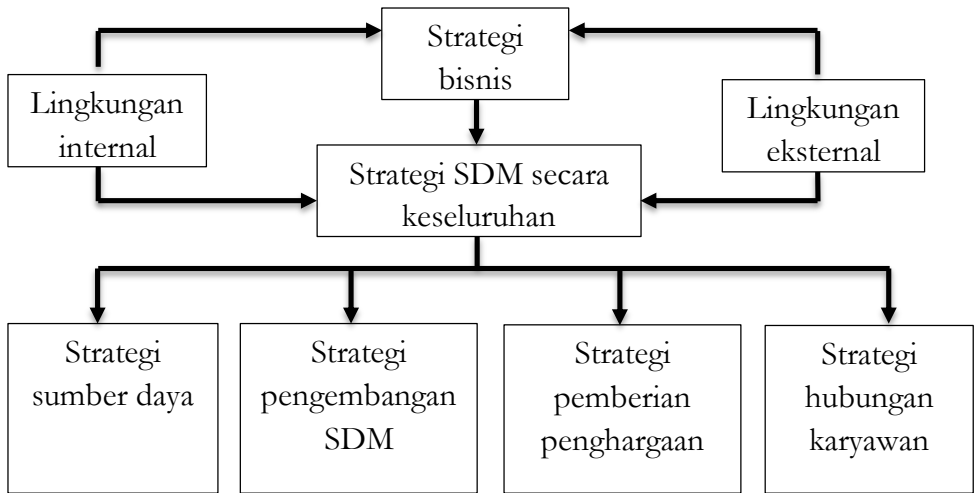 Strategi
bisnis
Lingkungan
internal
Lingkungan
eksternal
Strategi SDM secara
keseluruhan
Strategi
sumber daya
Strategi
pengembangan
SDM
Strategi
pemberian
penghargaan
Strategi
hubungan
karyawan